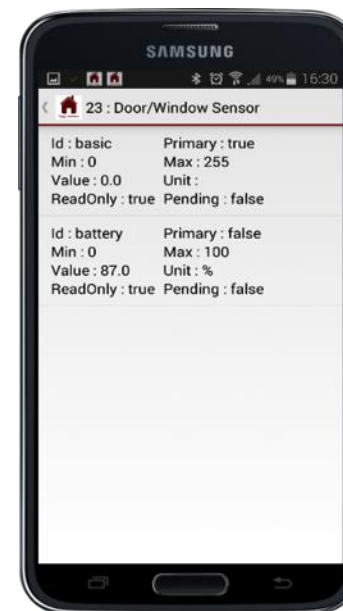 SAMSUNG
49% 16:30
23 : Door/Window Sensor
Id : basic Primary : true
Min : 0 Max : 255
Value : 0.0 Unit :
ReadOnly : true Pending : false
Id : battery Primary : false
Min : 0 Max : 100
Value : 87.0 Unit : %
ReadOnly : true Pending : false